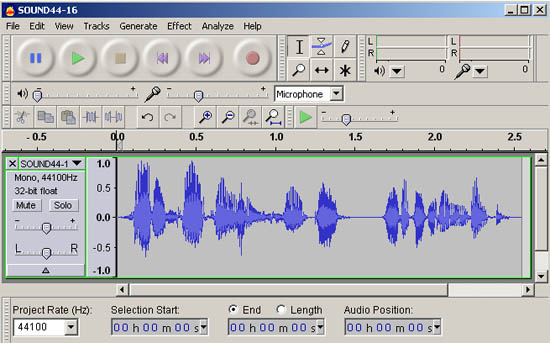 SOUND44-16
File Edit View Tracks Generate Effect Analyze Help
L
R
0
L
R
0
- +
- +
Microphone
- +
- 0.5 0.0 0.5 1.0 1.5 2.0 2.5
SOUND44-1
Mono, 44100Hz
32-bit float
Mute Solo
- +
L R
1.0
0.5
0.0
-0.5
-1.0
Project Rate (Hz): Selection Start: End Length Audio Position:
44100 00 h 00 m 00 s 00 h 00 m 00 s 00 h 00 m 00 s